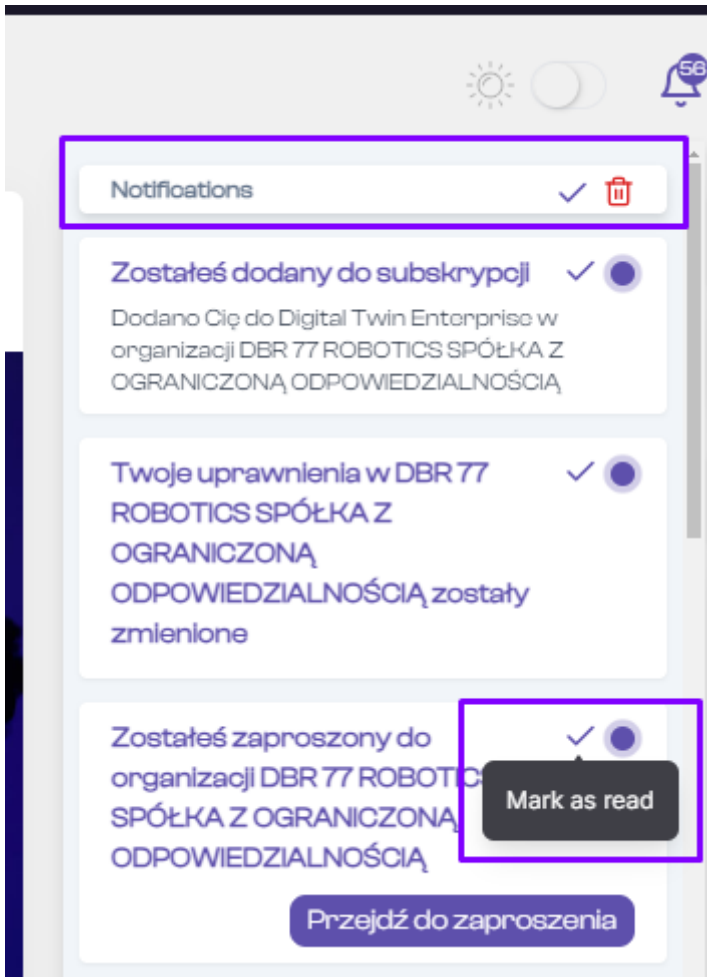 56
Notifications
Zostałeś dodany do subskrypcji
Dodano Cię do Digital Twin Enterprise w
organizacji DBR 77 ROBOTICS SPÓŁKA Z
OGRANICZONĄ ODPOWIEDZIALNOŚCIĄ
Twoje uprawnienia w DBR 77
ROBOTICS SPÓŁKA Z
OGRANICZONĄ
ODPOWIEDZIALNOŚCIĄ zostały
zmienione
Zostałeś zaproszony do
organizacji DBR 77 ROBOTICS
SPÓŁKA Z OGRANICZONĄ
ODPOWIEDZIALNOŚCIĄ
Mark as read
Przejdź do zaproszenia